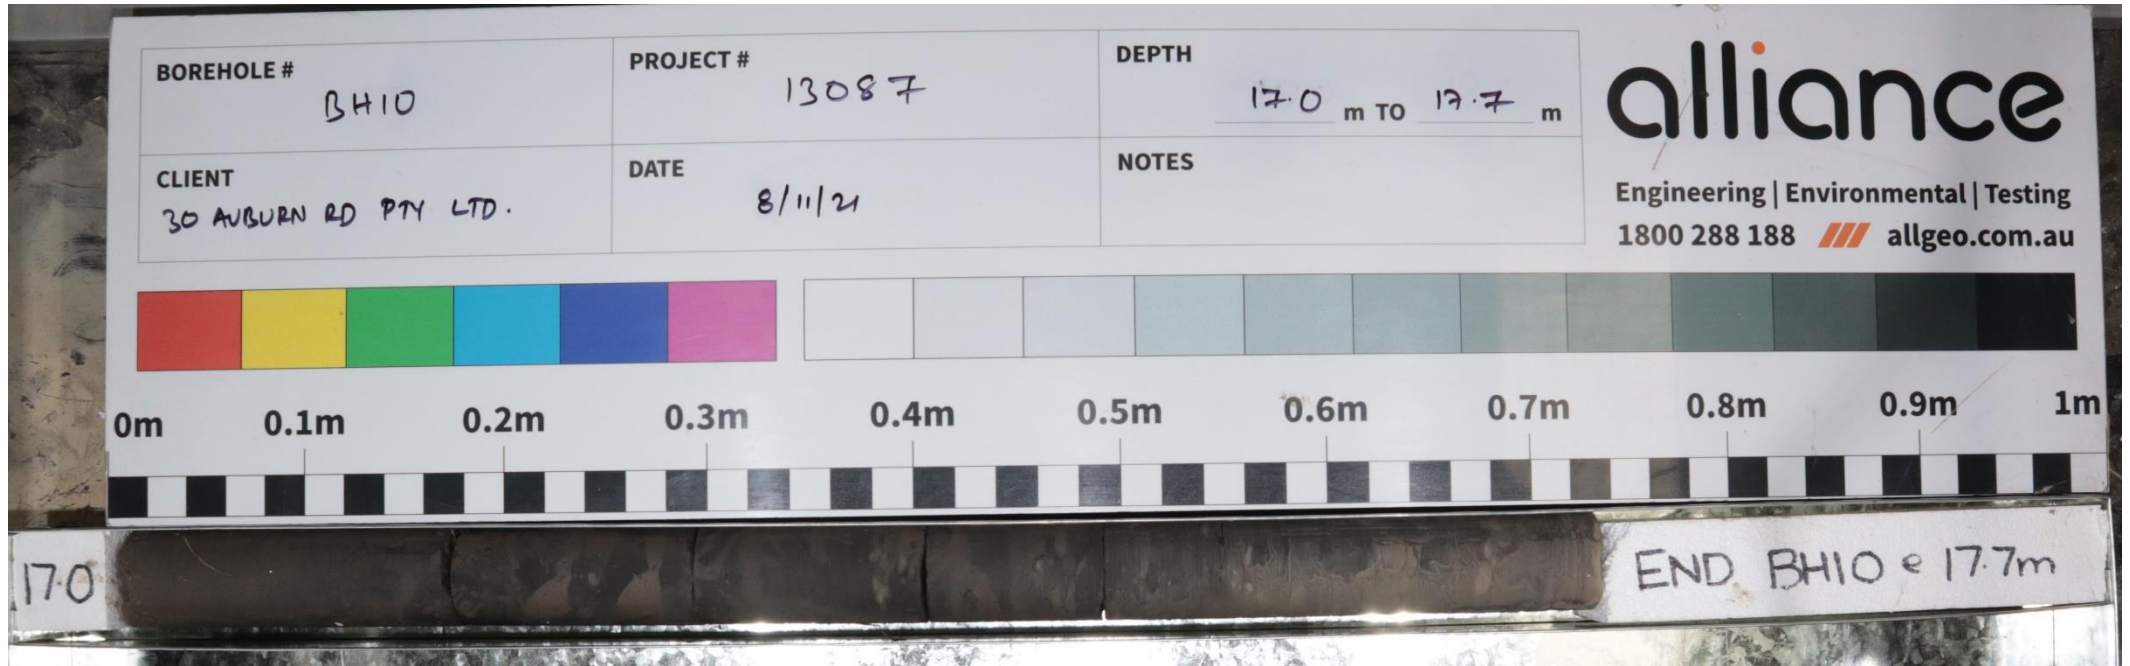 BOREHOLE #
BH10
PROJECT #
13087
DEPTH
17.0 m TO 17.7 m
alliance
CLIENT
30 AUBURN RD PTY LTD.
DATE
8/11/21
NOTES
Engineering | Environmental | Testing
1800 288 188 /// allgeo.com.au
0m 0.1m 0.2m 0.3m 0.4m 0.5m 0.6m 0.7m 0.8m 0.9m 1m
17.0
END BH10 @ 17.7m